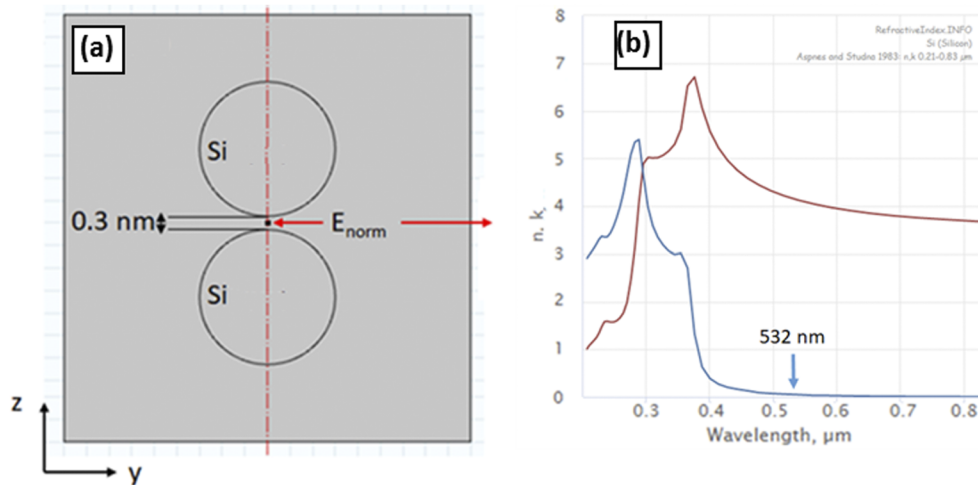 (a)
Si
0.3 nm
E norm
Si
z
y
(b)
RefractiveIndex.INFO
Si (Silicon)
Aspnes and Studna 1983: n,k 0.21-0.83 µm
8
7
6
5
4
3
2
1
0
n, k
532 nm
0.3
0.4
0.5
0.6
0.7
0.8
Wavelength, µm